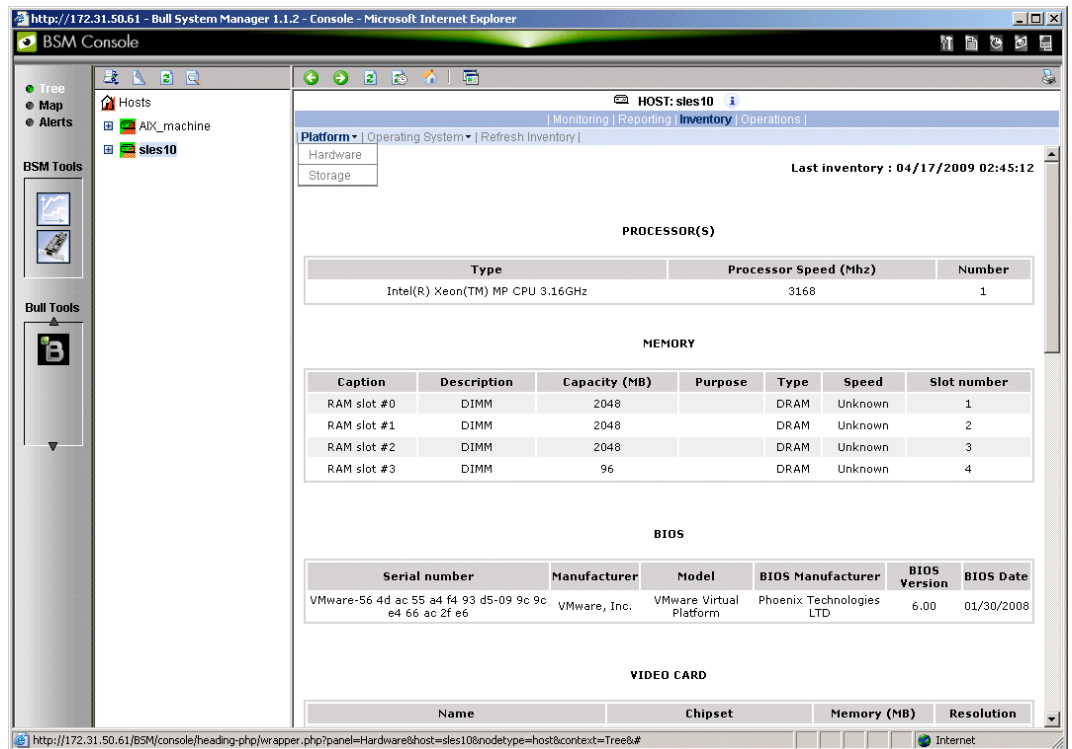 http://172.31.50.61 - Bull System Manager 1.1.2 - Console - Microsoft Internet Explorer
BSM Console
Tree
Map
Alerts
BSM Tools
Bull Tools
Hosts
AIX_machine
sles10
HOST: sles10
| Monitoring | Reporting | Inventory | Operations |
| Platform | Operating System | Refresh Inventory |
Hardware
Storage
Last inventory : 04/17/2009 02:45:12
PROCESSOR(S)
Type Processor Speed (Mhz) Number
Intel(R) Xeon(TM) MP CPU 3.16GHz 3168 1
MEMORY
Caption Description Capacity (MB) Purpose Type Speed Slot number
RAM slot #0 DIMM 2048 DRAM Unknown 1
RAM slot #1 DIMM 2048 DRAM Unknown 2
RAM slot #2 DIMM 2048 DRAM Unknown 3
RAM slot #3 DIMM 96 DRAM Unknown 4
BIOS
Serial number Manufacturer Model BIOS Manufacturer BIOS Version BIOS Date
VMware-56 4d ac 55 a4 f4 93 d5-09 9c 9c e4 66 ac 2f e6 VMware, Inc. VMware Virtual Platform Phoenix Technologies LTD 6.00 01/30/2008
VIDEO CARD
Name Chipset Memory (MB) Resolution
http://172.31.50.61/BSM/console/heading-php/wrapper.php?panel=Hardware&host=sles10&nodetype=host&context=Tree&#
Internet